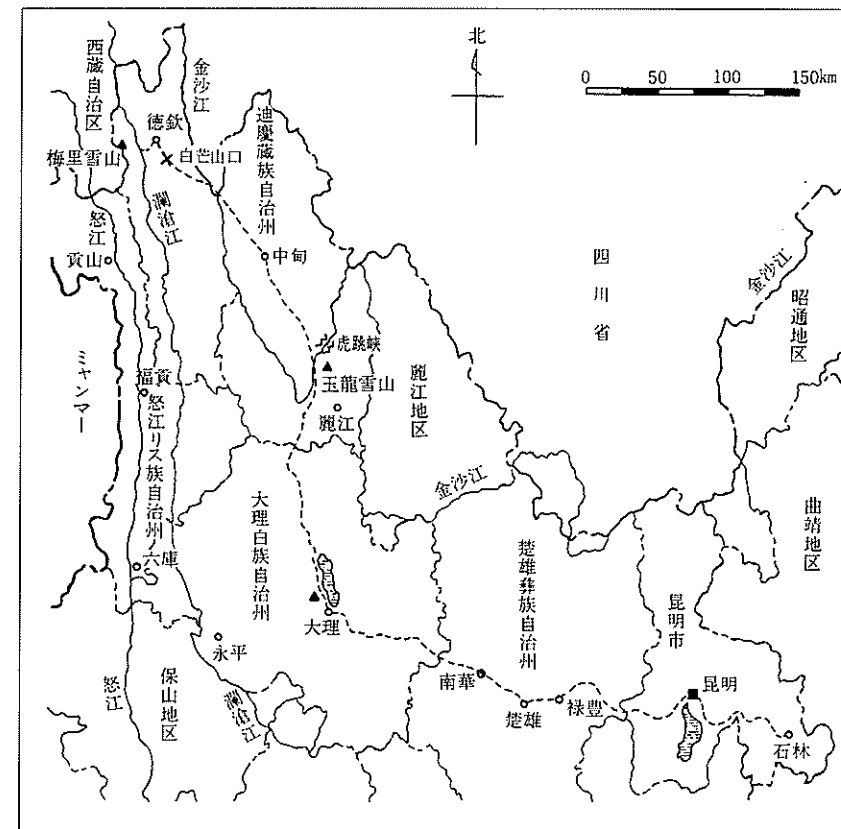 北
0 50 100 150km
西蔵自治区
金沙江
徳欽
白芒山口
梅里雪山
迪慶蔵族自治州
瀾滄江
怒江
貢山
中甸
四川省
金沙江
昭通地区
虎跳峡
玉龍雪山
麗江
麗江地区
ミャンマー
福貢
怒江リス族自治州
六庫
金沙江
曲靖地区
大理白族自治州
楚雄彝族自治州
昆明市
大理
永平
南華
楚雄
禄豊
昆明
石林
怒江
保山地区
瀾滄江